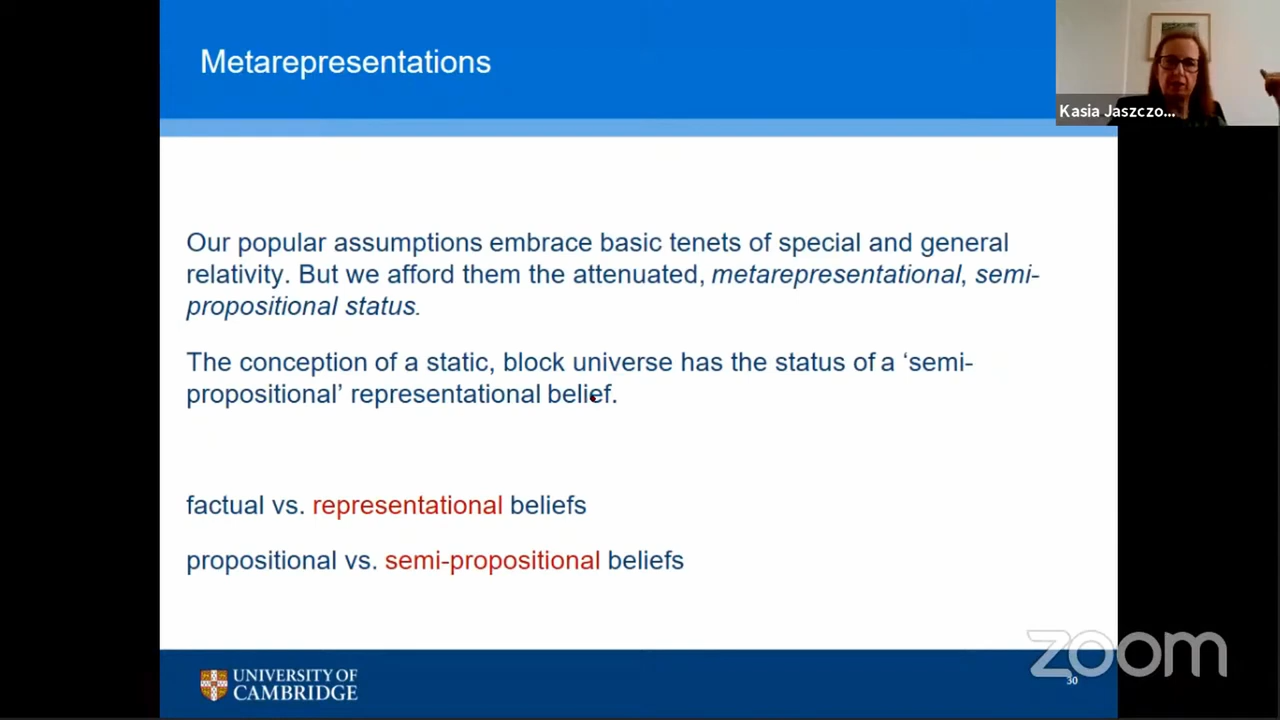 Metarepresentations
Kasia Jaszczo...
Our popular assumptions embrace basic tenets of special and general
relativity. But we afford them the attenuated, metarepresentational, semi-
propositional status.
The conception of a static, block universe has the status of a ‘semi-
propositional’ representational belief.
factual vs. representational beliefs
propositional vs. semi-propositional beliefs
UNIVERSITY OF
CAMBRIDGE
zoom
30